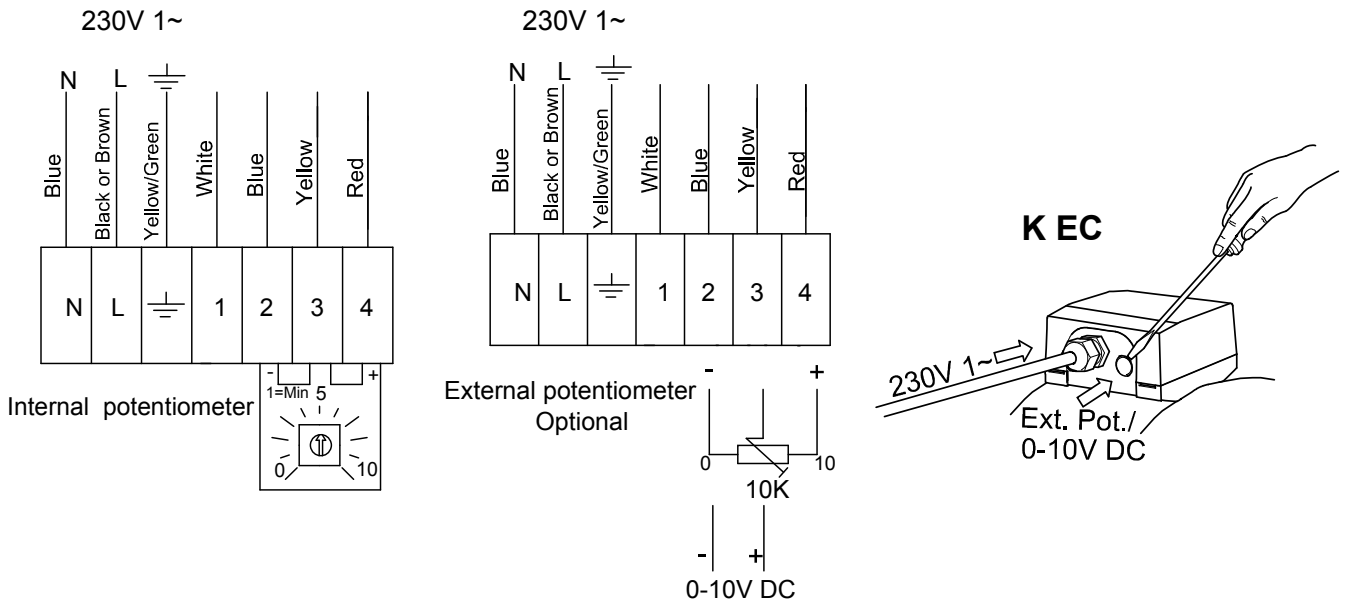 230V 1~
N L
Blue
Black or Brown
Yellow/Green
White
Blue
Yellow
Red
N L 1 2 3 4
- +
1=Min 5
0 10
Internal potentiometer
230V 1~
N L
Blue
Black or Brown
Yellow/Green
White
Blue
Yellow
Red
N L 1 2 3 4
- +
External potentiometer
Optional
0 10
10K
- +
0-10V DC
K EC
230V 1~
Ext. Pot./
0-10V DC